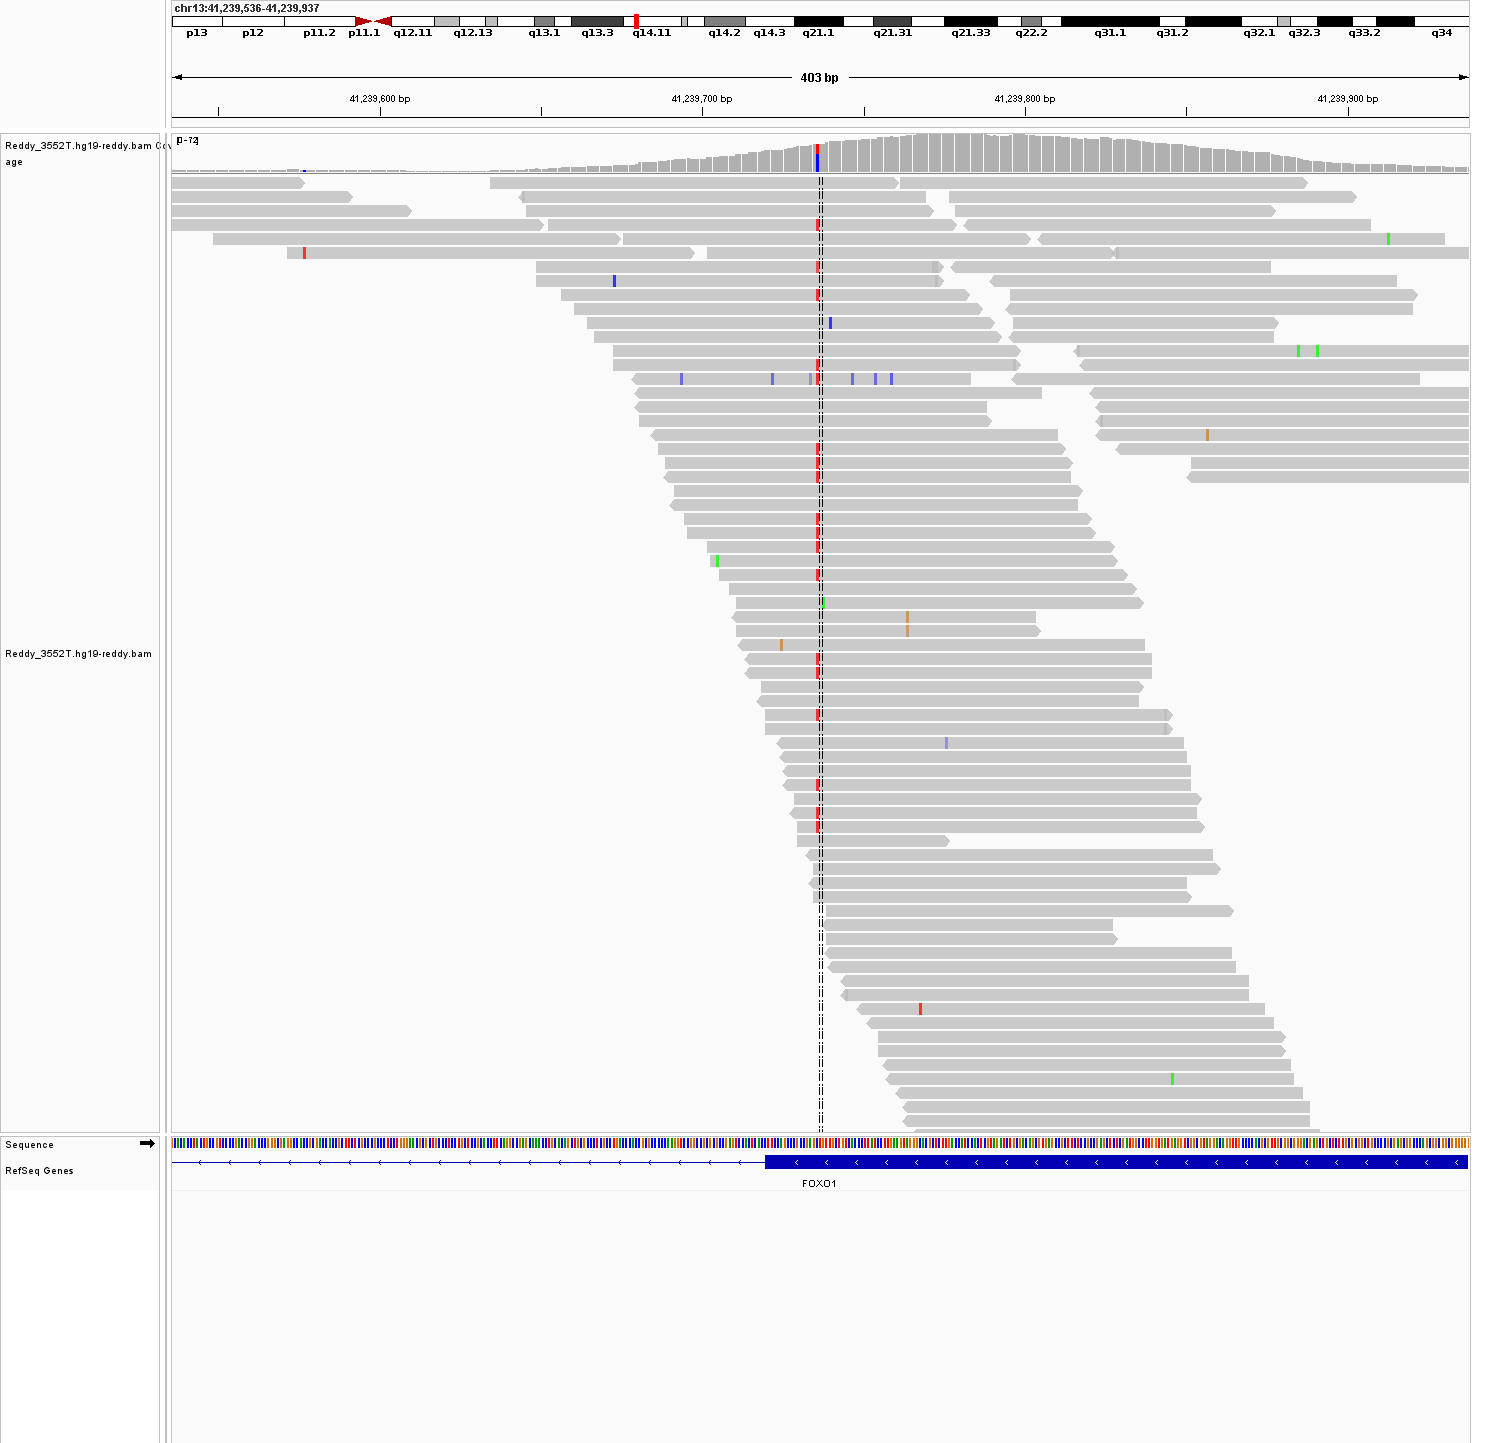 chr13:41,239,536-41,239,937
p13 p12 p11.2 p11.1 q12.11 q12.13 q13.1 q13.3 q14.11 q14.2 q14.3 q21.1 q21.31 q21.33 q22.2 q31.1 q31.2 q32.1 q32.3 q33.2 q34
403 bp
41,239,600 bp 41,239,700 bp 41,239,800 bp 41,239,900 bp
[0-72]
Reddy_3552T.hg19-reddy.bam Cov
age
Reddy_3552T.hg19-reddy.bam
Sequence
RefSeq Genes
FOXO1